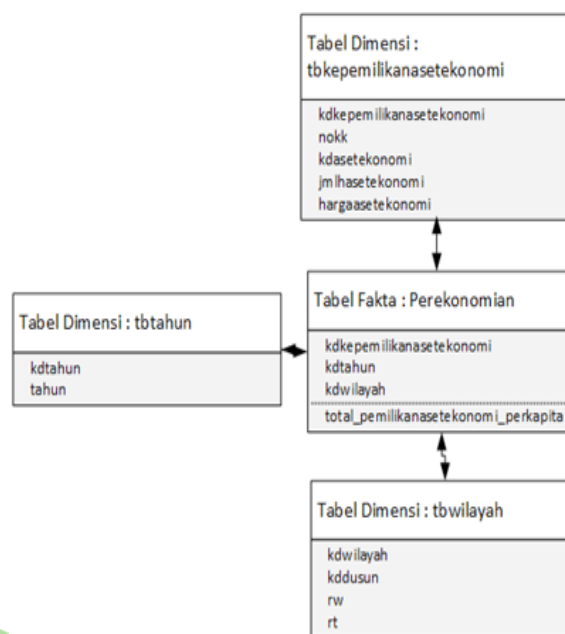 Tabel Dimensi :
tbkepemilikanasetekonomi
kdkepemilikanasetekonomi
nokk
kdasetekonomi
jmlhasetekonomi
hargaasetekonomi
Tabel Dimensi : tbtahun
kdtahun
tahun
Tabel Fakta : Perekonomian
kdkepemilikanasetekonomi
kdtahun
kdwilayah
total_pemilikanasetekonomi_perkapita
Tabel Dimensi : tbwilayah
kdwilayah
kddusun
rw
rt